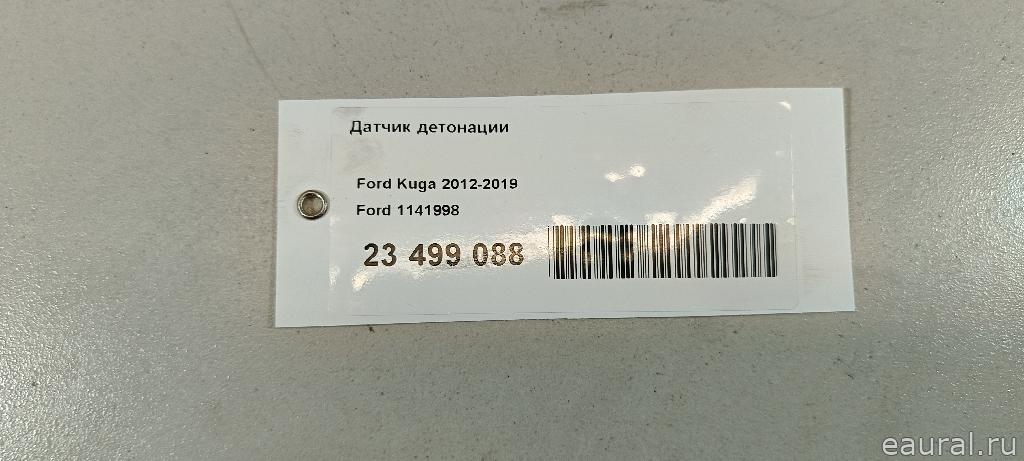 Датчик детонации
Ford Kuga 2012-2019
Ford 1141998
23 499 088
eaural.ru